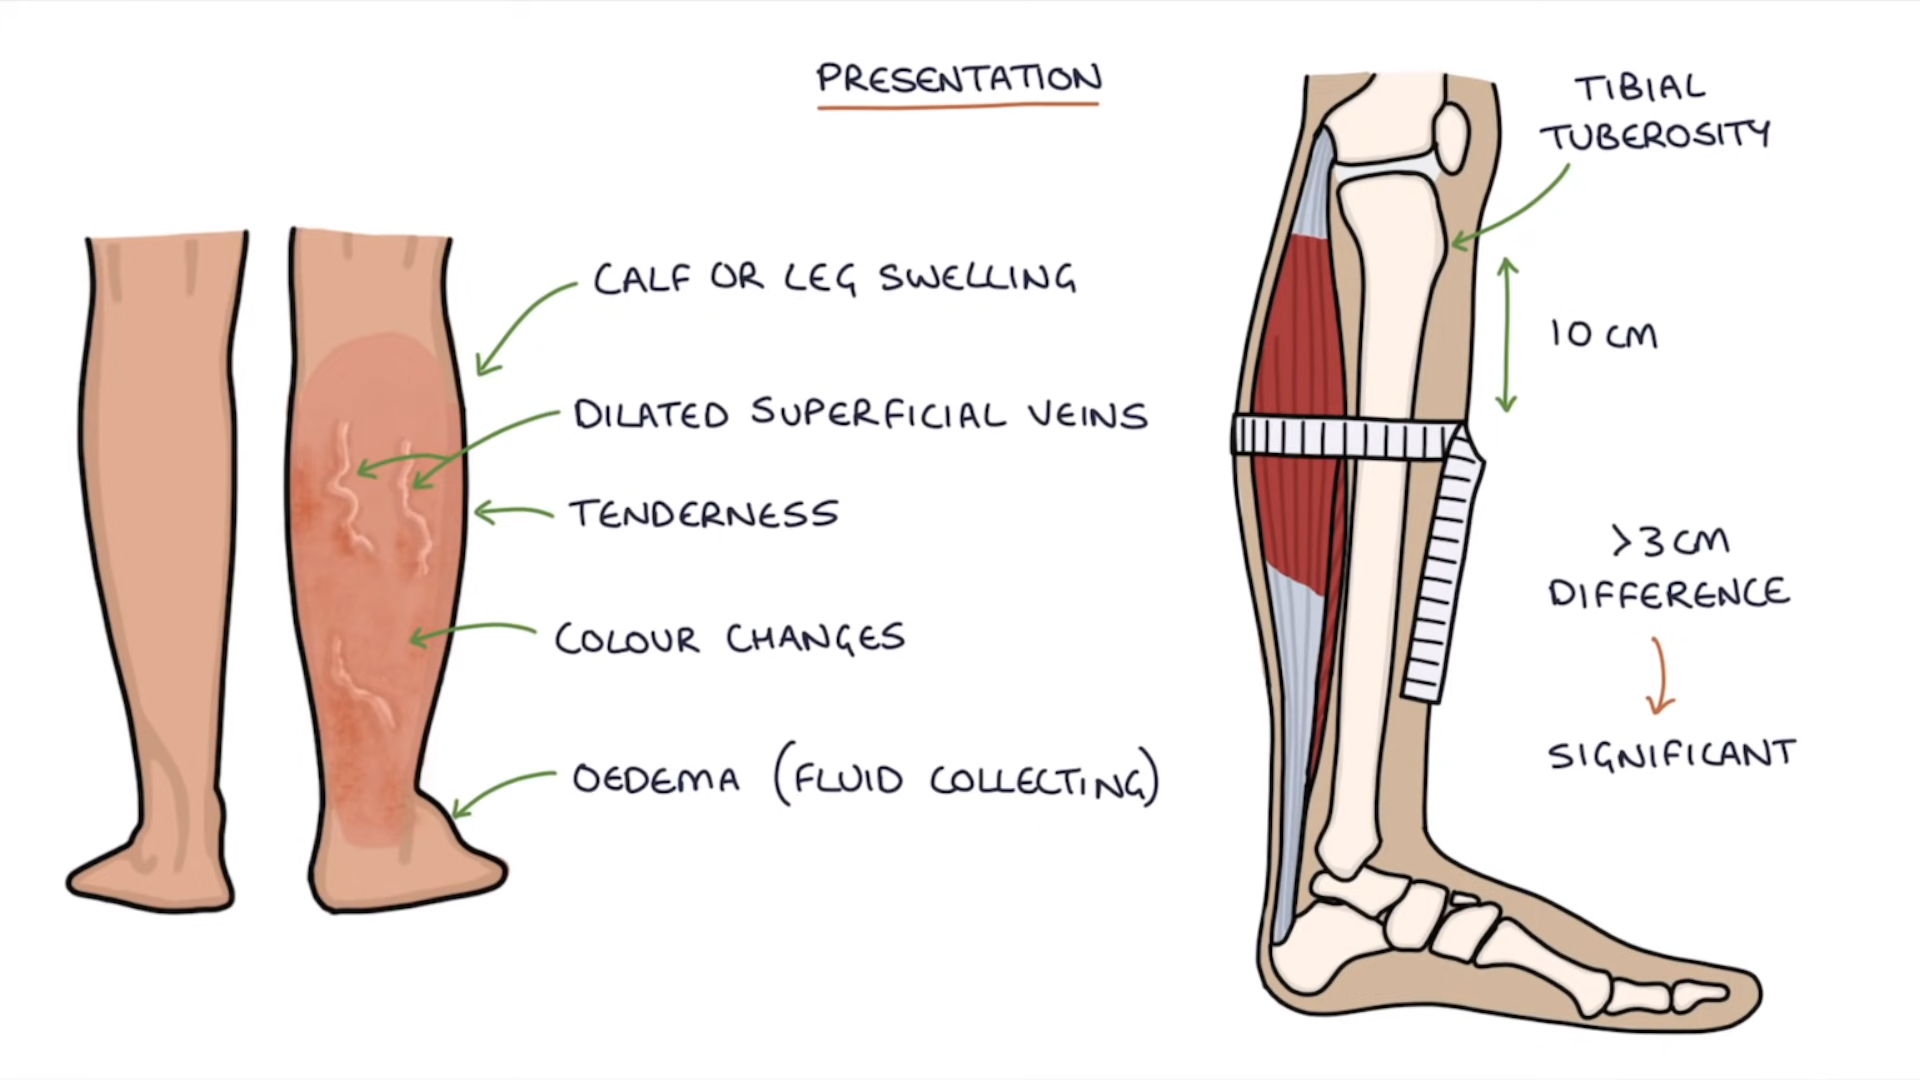 PRESENTATION
CALF OR LEG SWELLING
DILATED SUPERFICIAL VEINS
TENDERNESS
COLOUR CHANGES
OEDEMA (FLUID COLLECTING)
TIBIAL
TUBEROSITY
10 CM
>3 CM
DIFFERENCE
SIGNIFICANT